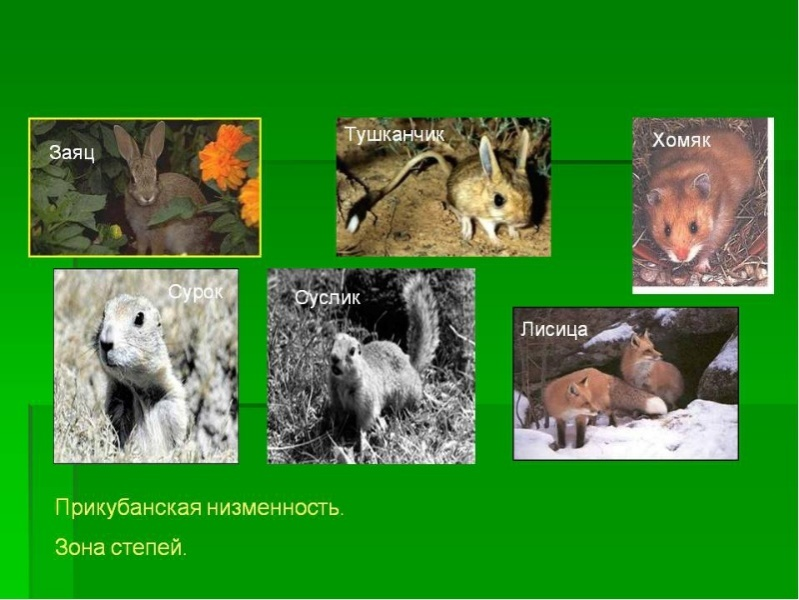 Заяц
Тушканчик
Хомяк
Сурок
Суслик
Лисица
Прикубанская низменность.
Зона степей.